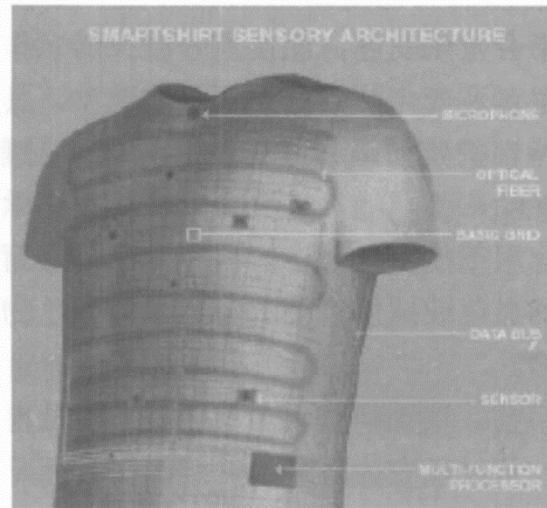 SMARTSHIRT SENSORY ARCHITECTURE
MICROPHONE
OPTICAL
FIBER
BASIC GRID
DATA BUS
SENSOR
MULTI-FUNCTION
PROCESSOR